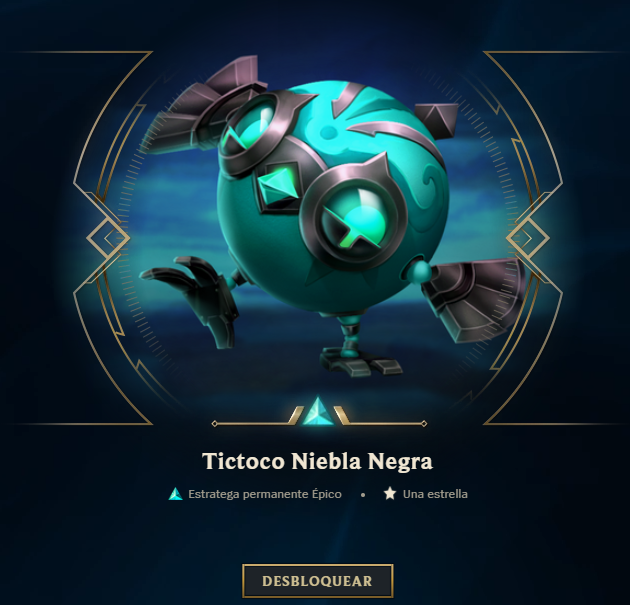 Tictoco Niebla Negra
Estratega permanente Épico • Una estrella
DESBLOQUEAR